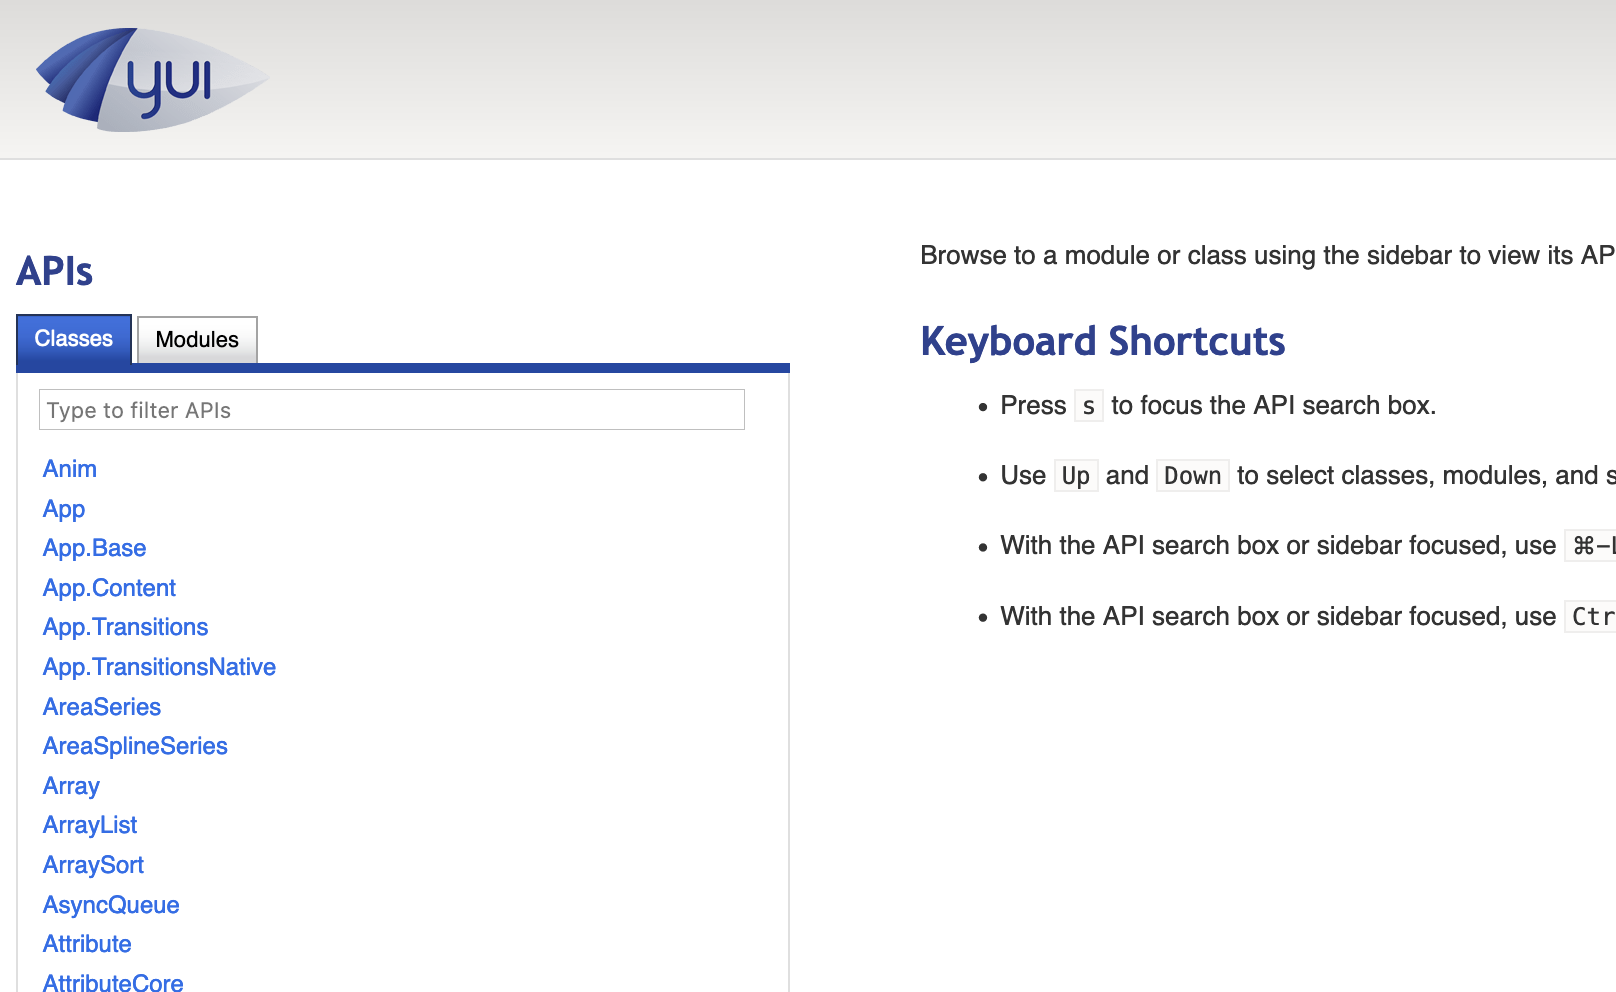 yui
APIs
Classes Modules
Type to filter APIs
Anim
App
App.Base
App.Content
App.Transitions
App.TransitionsNative
AreaSeries
AreaSplineSeries
Array
ArrayList
ArraySort
AsyncQueue
Attribute
AttributeCore
Browse to a module or class using the sidebar to view its AP
Keyboard Shortcuts
• Press s to focus the API search box.
• Use Up and Down to select classes, modules, and s
• With the API search box or sidebar focused, use ⌘-L
• With the API search box or sidebar focused, use Ctr